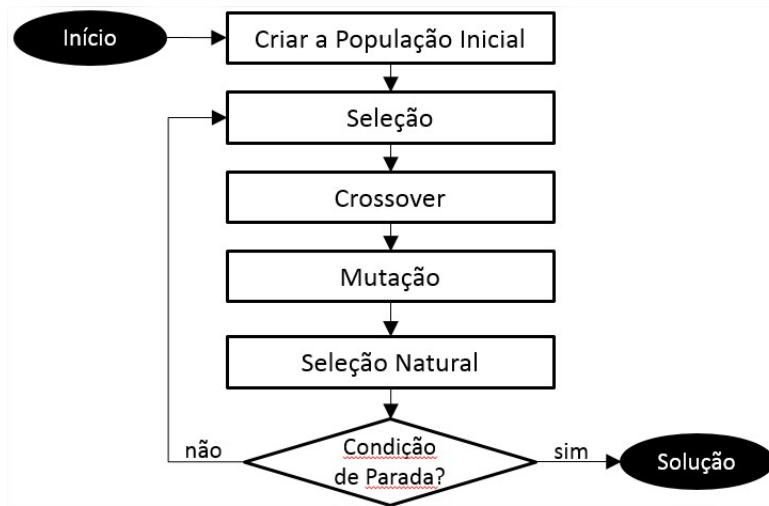 Início
Criar a População Inicial
Seleção
Crossover
Mutação
Seleção Natural
não
Condição
de Parada?
sim
Solução